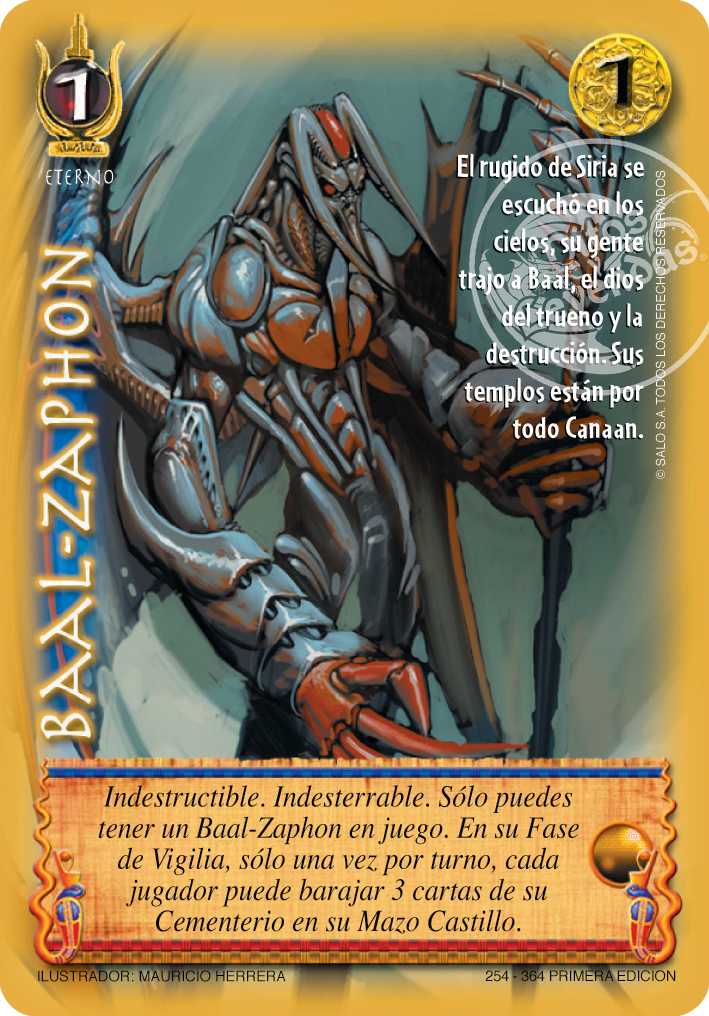 1
1
ETERNO
BAAL-ZAPHON
El rugido de Siria se
escuchó en los
cielos, su gente
trajo a Baal, el dios
del trueno y la
destrucción. Sus
templos están por
todo Canaan.
© SALO S.A. TODOS LOS DERECHOS RESERVADOS
Indestructible. Indesterrable. Sólo puedes
tener un Baal-Zaphon en juego. En su Fase
de Vigilia, sólo una vez por turno, cada
jugador puede barajar 3 cartas de su
Cementerio en su Mazo Castillo.
ILUSTRADOR: MAURICIO HERRERA
254 - 364 PRIMERA EDICION